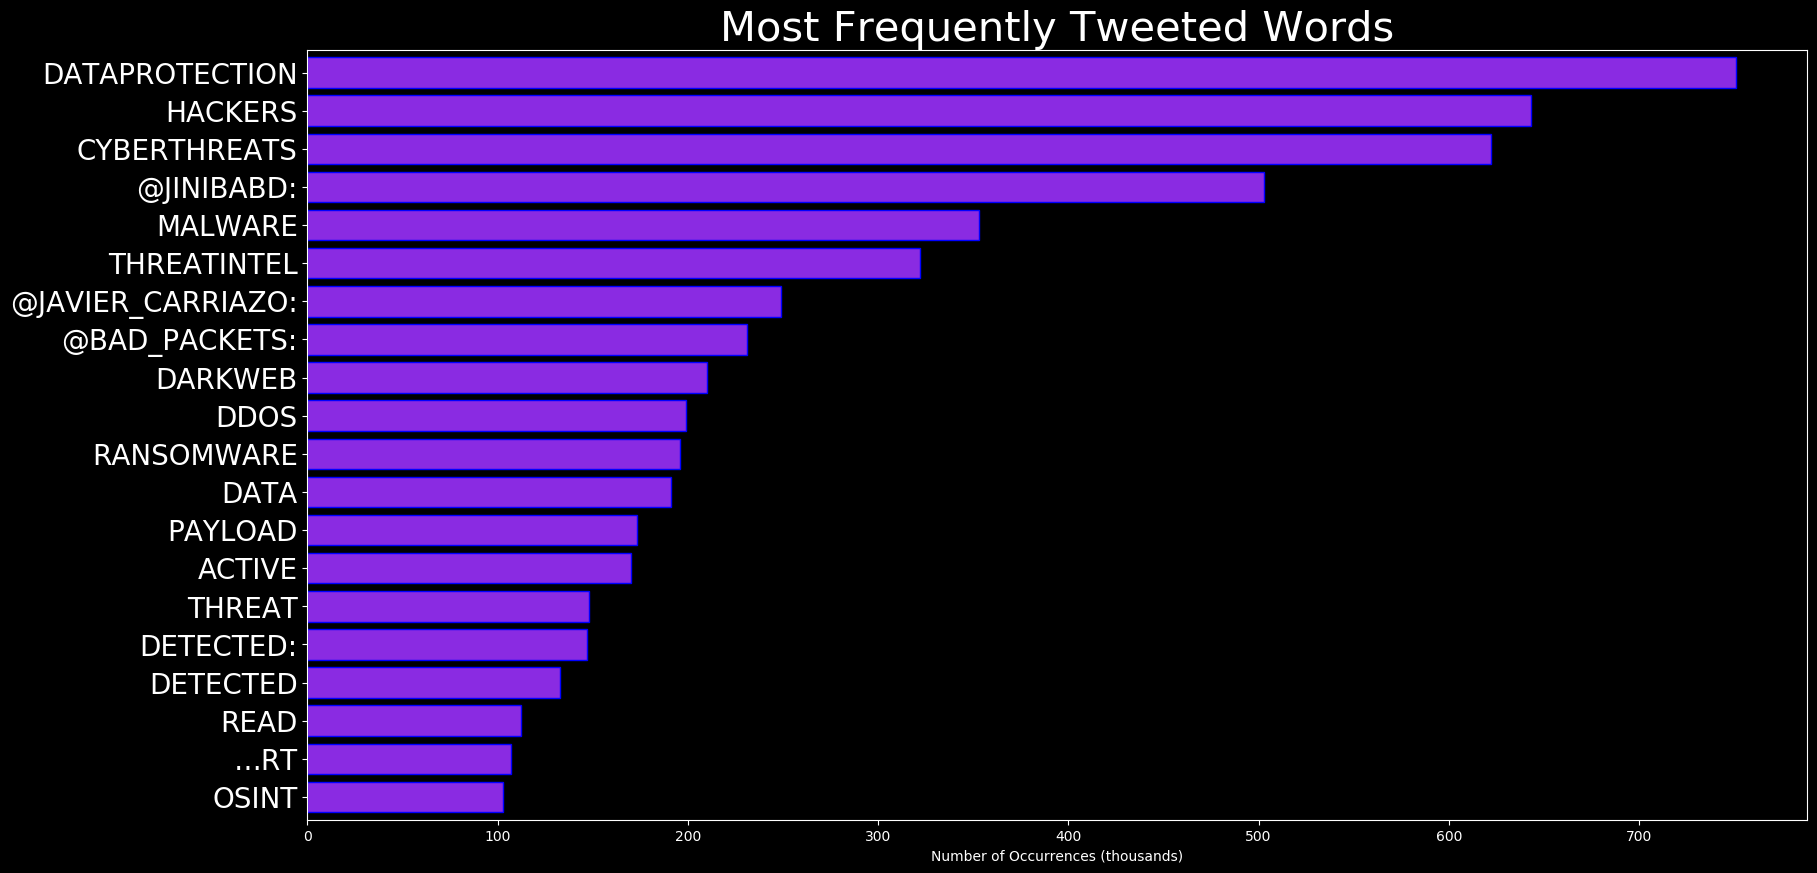 Most Frequently Tweeted Words
DATAPROTECTION
HACKERS
CYBERTHREATS
@JINIBABD:
MALWARE
THREATINTEL
@JAVIER_CARRIAZO:
@BAD_PACKETS:
DARKWEB
DDOS
RANSOMWARE
DATA
PAYLOAD
ACTIVE
THREAT
DETECTED:
DETECTED
READ
…RT
OSINT
0 100 200 300 400 500 600 700
Number of Occurrences (thousands)